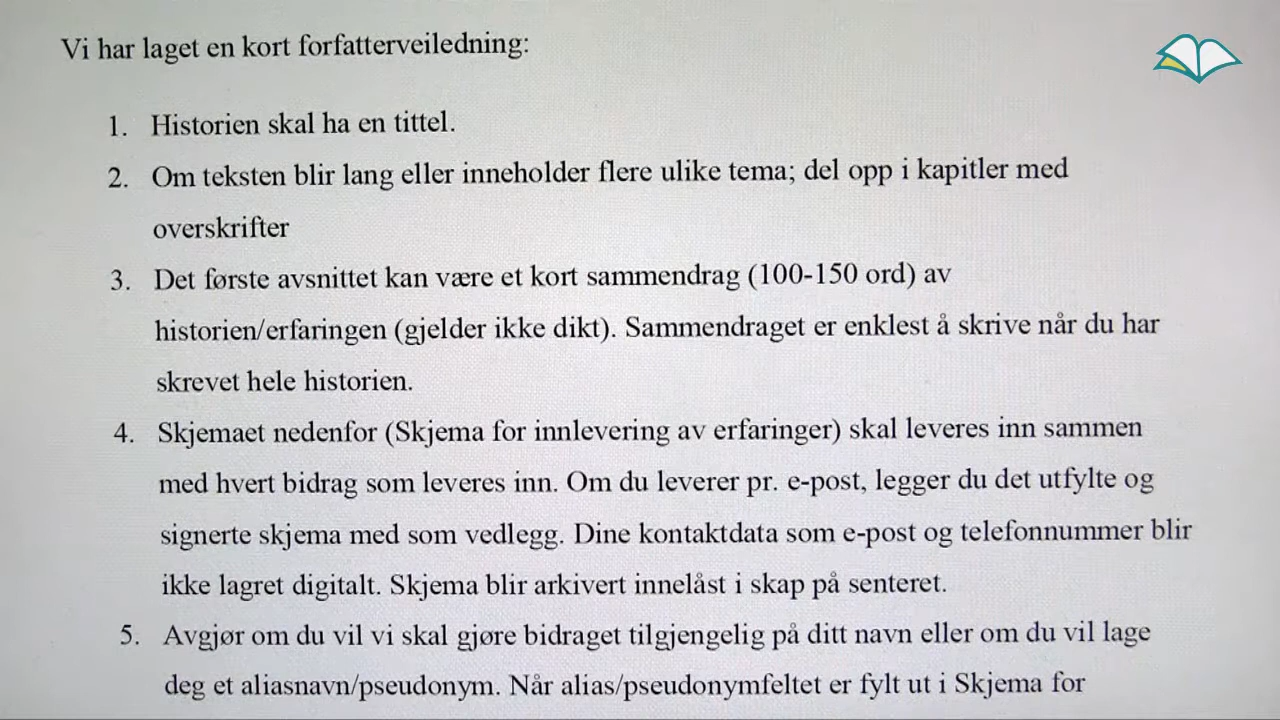 Vi har laget en kort forfatterveiledning:
1. Historien skal ha en tittel.
2. Om teksten blir lang eller inneholder flere ulike tema; del opp i kapitler med
overskrifter
3. Det første avsnittet kan være et kort sammendrag (100-150 ord) av
historien/erfaringen (gjelder ikke dikt). Sammendraget er enklest å skrive når du har
skrevet hele historien.
4. Skjemaet nedenfor (Skjema for innlevering av erfaringer) skal leveres inn sammen
med hvert bidrag som leveres inn. Om du leverer pr. e-post, legger du det utfylte og
signerte skjema med som vedlegg. Dine kontaktdata som e-post og telefonnummer blir
ikke lagret digitalt. Skjema blir arkivert innelåst i skap på senteret.
5. Avgjør om du vil vi skal gjøre bidraget tilgjengelig på ditt navn eller om du vil lage
deg et aliasnavn/pseudonym. Når alias/pseudonymfeltet er fylt ut i Skjema for